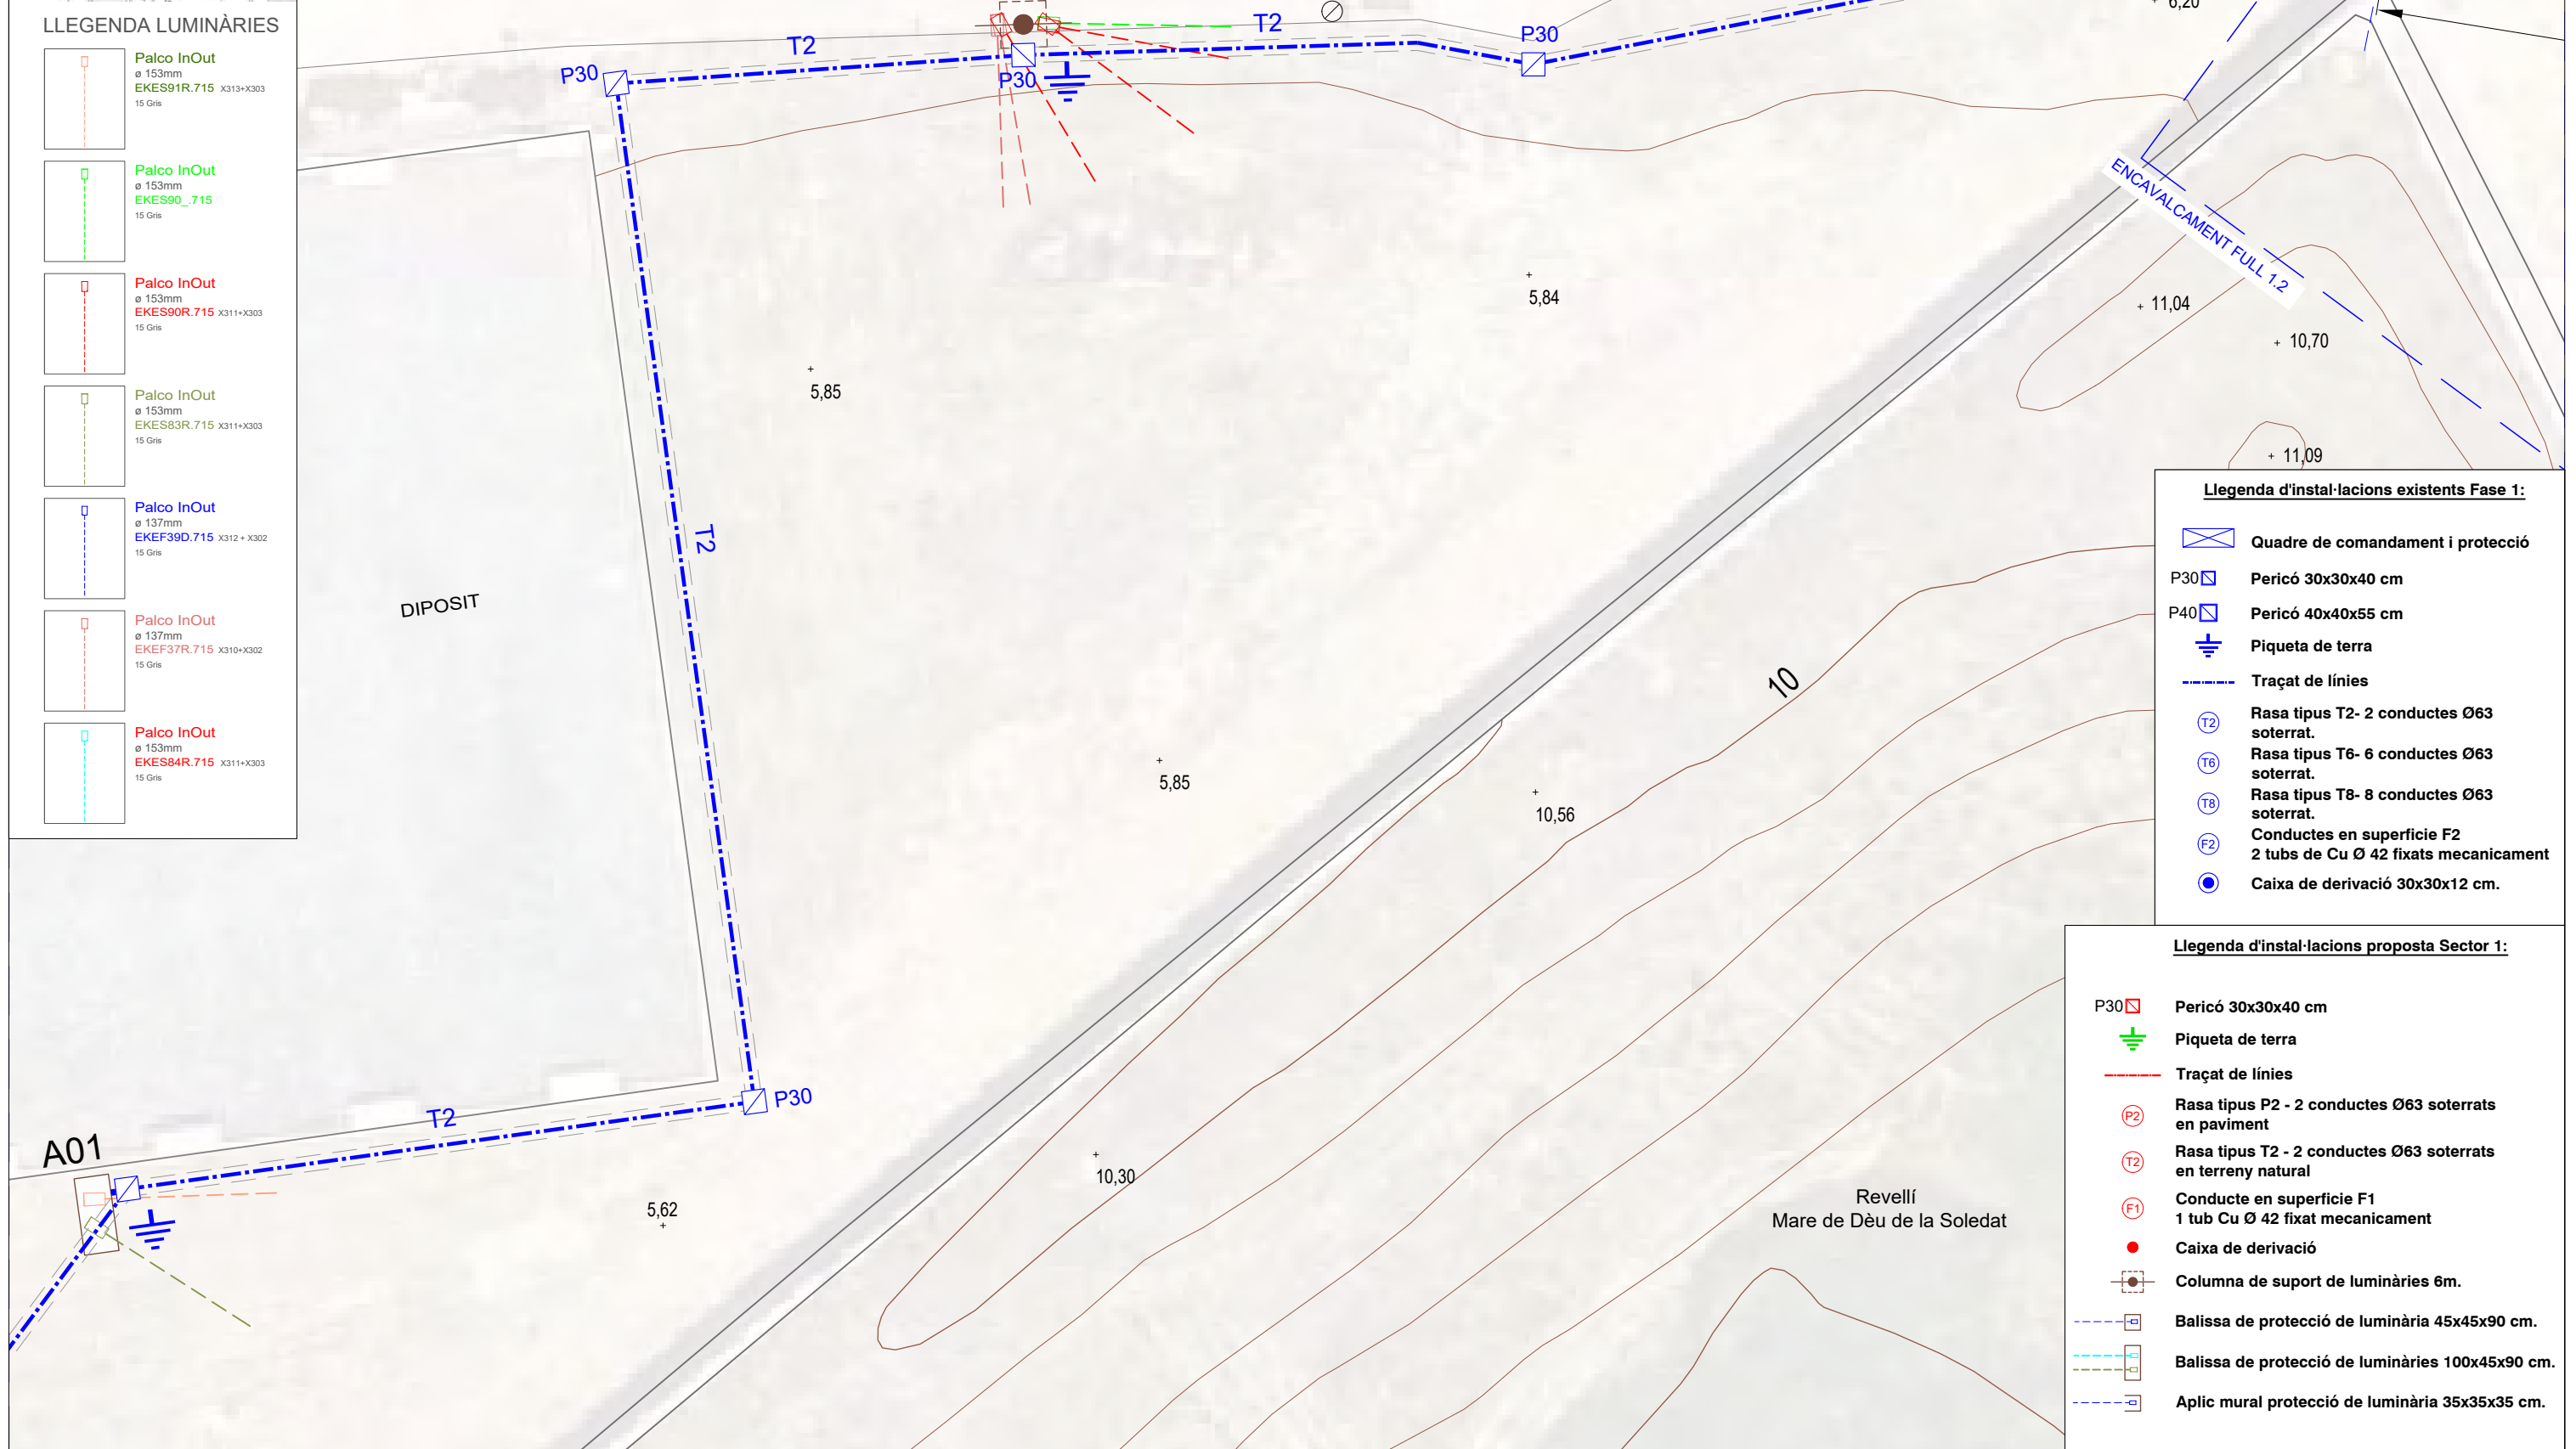 LLEGENDA LUMINÀRIES
Palco InOut
ø 153mm
EKES91R.715 X313+X303
15 Gris
Palco InOut
ø 153mm
EKES90_.715
15 Gris
Palco InOut
ø 153mm
EKES90R.715 X311+X303
15 Gris
Palco InOut
ø 153mm
EKES83R.715 X311+X303
15 Gris
Palco InOut
ø 137mm
EKEF39D.715 X312 + X302
15 Gris
Palco InOut
ø 137mm
EKEF37R.715 X310+X302
15 Gris
Palco InOut
ø 153mm
EKES84R.715 X311+X303
15 Gris
P30
T2
P30
T2
P30
6,20
ENCAVALCAMENT FULL 1.2
5,84
11,04
10,70
5,85
11,09
T2
DIPOSIT
10
5,85
10,56
P30
T2
A01
10,30
5,62
Revellí
Mare de Dèu de la Soledat
Llegenda d'instal·lacions existents Fase 1:
Quadre de comandament i protecció
P30 Pericó 30x30x40 cm
P40 Pericó 40x40x55 cm
Piqueta de terra
Traçat de línies
T2 Rasa tipus T2- 2 conductes Ø63
soterrat.
T6 Rasa tipus T6- 6 conductes Ø63
soterrat.
T8 Rasa tipus T8- 8 conductes Ø63
soterrat.
F2 Conductes en superficie F2
2 tubs de Cu Ø 42 fixats mecanicament
Caixa de derivació 30x30x12 cm.
Llegenda d'instal·lacions proposta Sector 1:
P30 Pericó 30x30x40 cm
Piqueta de terra
Traçat de línies
P2 Rasa tipus P2 - 2 conductes Ø63 soterrats
en paviment
T2 Rasa tipus T2 - 2 conductes Ø63 soterrats
en terreny natural
F1 Conducte en superficie F1
1 tub Cu Ø 42 fixat mecanicament
Caixa de derivació
Columna de suport de luminàries 6m.
Balissa de protecció de luminària 45x45x90 cm.
Balissa de protecció de luminàries 100x45x90 cm.
Aplic mural protecció de luminària 35x35x35 cm.